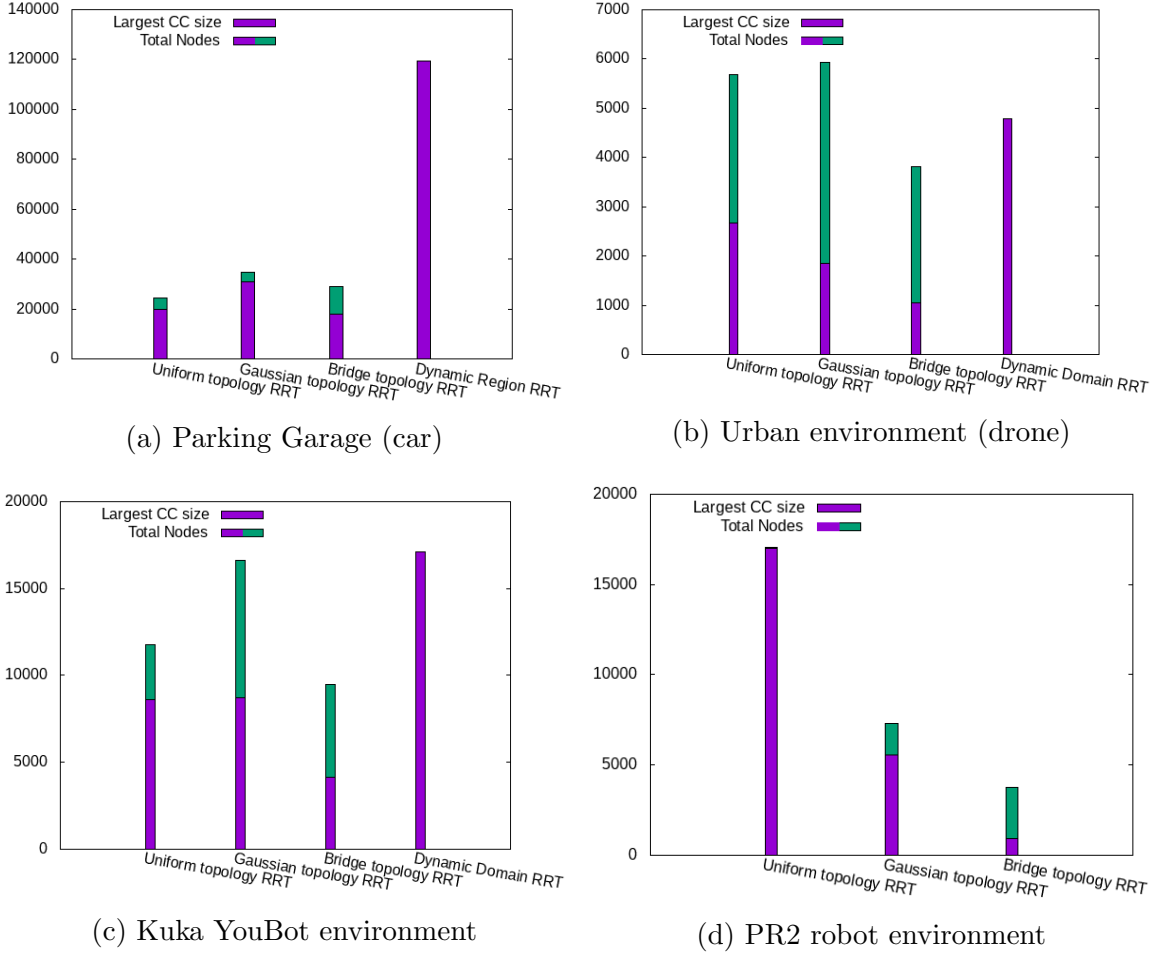 140000
120000
100000
80000
60000
40000
20000
0
Largest CC size
Total Nodes
Uniform topology RRT
Gaussian topology RRT
Bridge topology RRT
Dynamic Region RRT
(a) Parking Garage (car)
7000
6000
5000
4000
3000
2000
1000
0
Largest CC size
Total Nodes
Uniform topology RRT
Gaussian topology RRT
Bridge topology RRT
Dynamic Domain RRT
(b) Urban environment (drone)
20000
15000
10000
5000
0
Largest CC size
Total Nodes
Uniform topology RRT
Gaussian topology RRT
Bridge topology RRT
Dynamic Domain RRT
(c) Kuka YouBot environment
20000
15000
10000
5000
0
Largest CC size
Total Nodes
Uniform topology RRT
Gaussian topology RRT
Bridge topology RRT
(d) PR2 robot environment